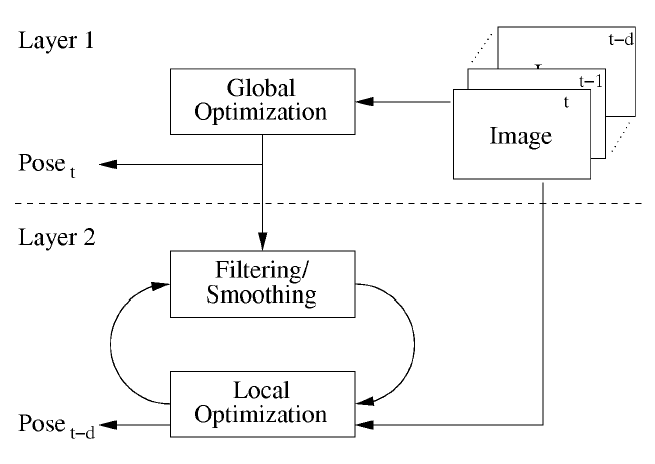 Layer 1
t-d
t-1
t
Global
Optimization
Image
Pose t
Layer 2
Filtering/
Smoothing
Local
Optimization
Pose t-d